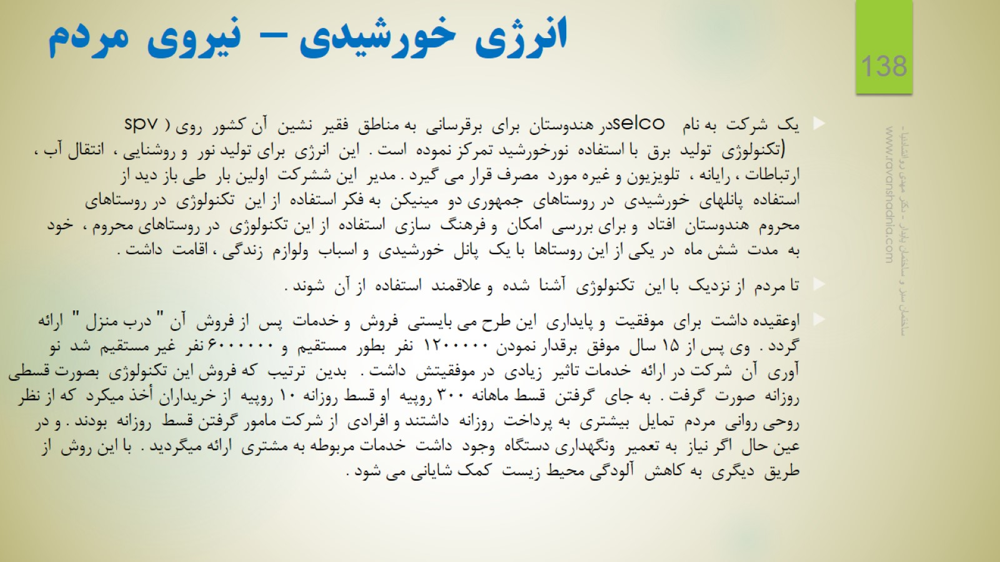 انرژی خورشیدی – نیروی مردم
138
یک شرکت به نام selcoدر هندوستان برای برقرسانی به مناطق فقیر نشین آن کشور روی ( spv
(تکنولوژی تولید برق با استفاده نورخورشید تمرکز نموده است . این انرژی برای تولید نور و روشنایی ، انتقال آب ،
ارتباطات ، رایانه ، تلویزیون و غیره مورد مصرف قرار می گیرد . مدیر این ششرکت اولین بار طی باز دید از
استفاده پانلهای خورشیدی در روستاهای جمهوری دو مینیکن به فکر استفاده از این تکنولوژی در روستاهای
محروم هندوستان افتاد و برای بررسی امکان و فرهنگ سازی استفاده از این تکنولوژی در روستاهای محروم ، خود
به مدت شش ماه در یکی از این روستاها با یک پانل خورشیدی و اسباب ولوازم زندگی ، اقامت داشت .
تا مردم از نزدیک با این تکنولوژی آشنا شده و علاقمند استفاده از آن شوند .
اوعقیده داشت برای موفقیت و پایداری این طرح می بایستی فروش و خدمات پس از فروش آن " درب منزل " ارائه
گردد . وی پس از ۱۵ سال موفق برقدار نمودن ۱۲۰۰۰۰۰ نفر بطور مستقیم و ۶۰۰۰۰۰۰ نفر غیر مستقیم شد نو
آوری آن شرکت در ارائه خدمات تاثیر زیادی در موفقیتش داشت . بدین ترتیب که فروش این تکنولوژی بصورت قسطی
روزانه صورت گرفت . به جای گرفتن قسط ماهانه ۳۰۰ روپیه او قسط روزانه ۱۰ روپیه از خریداران أخذ میکرد که از نظر
روحی روانی مردم تمایل بیشتری به پرداخت روزانه داشتند و افرادی از شرکت مامور گرفتن قسط روزانه بودند . و در
عین حال اگر نیاز به تعمیر ونگهداری دستگاه وجود داشت خدمات مربوطه به مشتری ارائه میگردید . با این روش از
طریق دیگری به کاهش آلودگی محیط زیست کمک شایانی می شود .
ساختمان سبز و ساختمان پایدار - دکتر مهدی روانشادنیا -
www.ravanshadnia.com